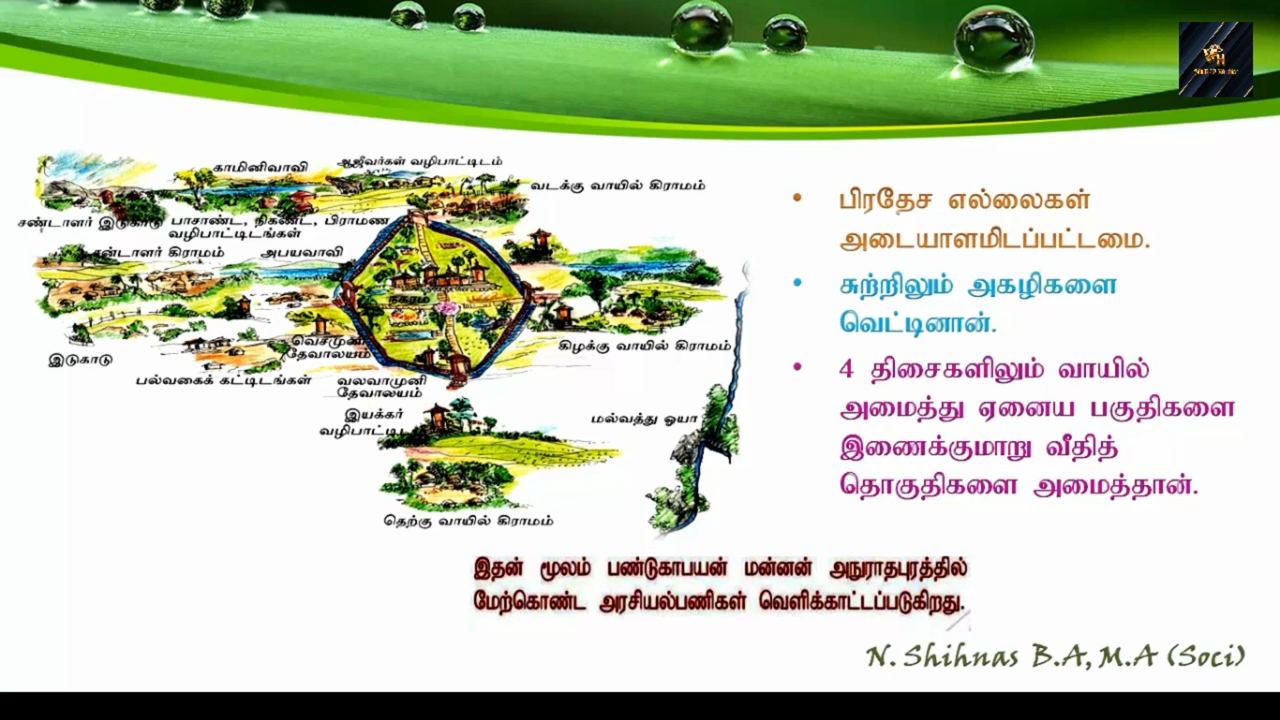 காமினிவாவி
ஆஜீவர்கள் வழிபாட்டிடம்
வடக்கு வாயில் கிராமம்
சண்டாளர் இடுகாடு
பாசாண்ட, நிகண்ட, பிராமண
வழிபாட்டிடங்கள்
சண்டாளர் கிராமம்
அபயவாவி
நகரம்
வெசமுனி
தேவாலயம்
கிழக்கு வாயில் கிராமம்
இடுகாடு
பல்வகைக் கட்டிடங்கள்
வலவாமுனி
தேவாலயம்
இயக்கர்
வழிபாட்டி
மல்வத்து ஓயா
தெற்கு வாயில் கிராமம்
• பிரதேச எல்லைகள்
அடையாளமிடப்பட்டமை.
• சுற்றிலும் அகழிகளை
வெட்டினான்.
• 4 திசைகளிலும் வாயில்
அமைத்து ஏனைய பகுதிகளை
இணைக்குமாறு வீதித்
தொகுதிகளை அமைத்தான்.
இதன் மூலம் பண்டுகாபயன் மன்னன் அநுராதபுரத்தில்
மேற்கொண்ட அரசியல்பணிகள் வெளிக்காட்டப்படுகிறது.
N. Shihnas B.A, M.A (Soci)